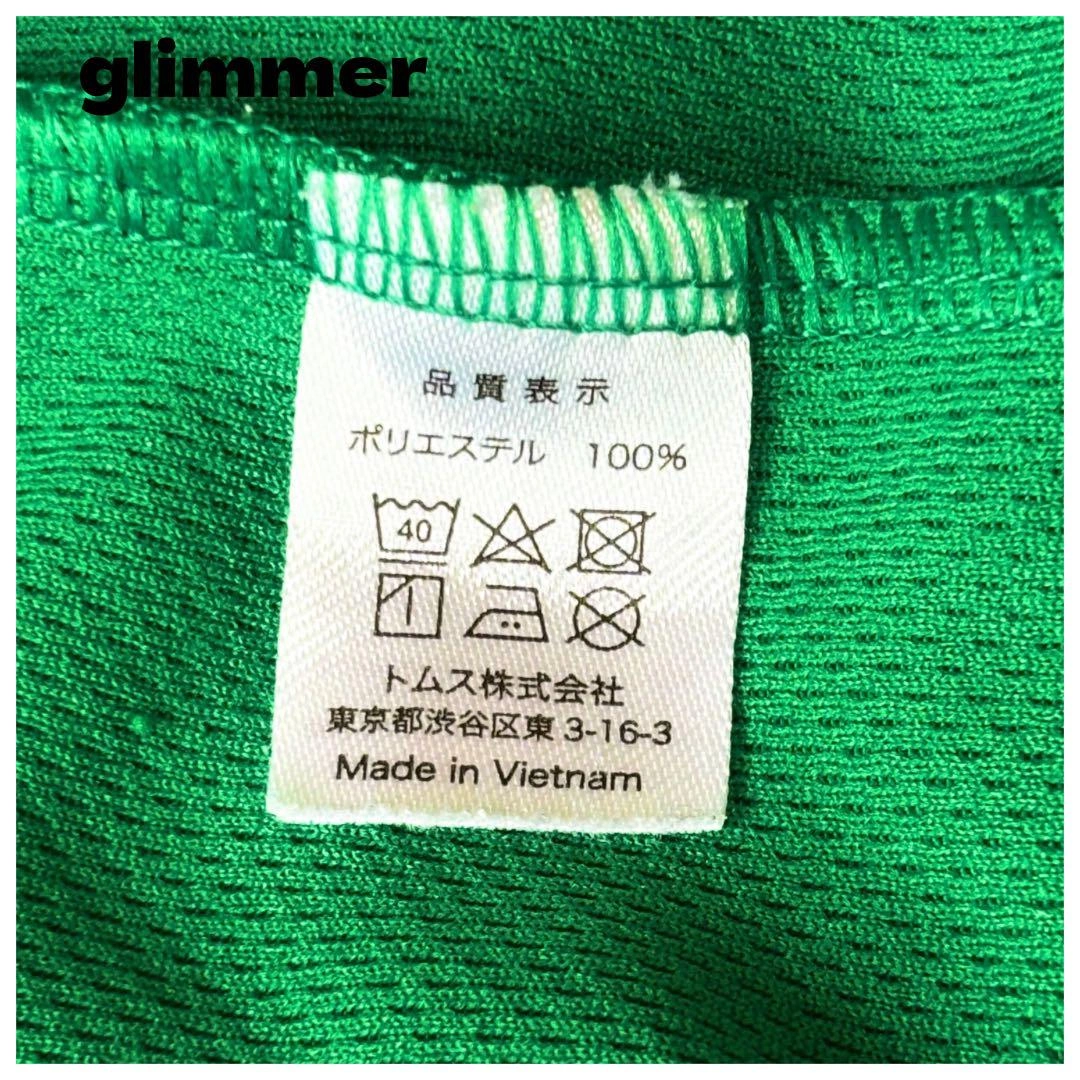 glimmer
品質表示
ポリエステル 100%
40
トムス株式会社
東京都渋谷区東 3-16-3
Made in Vietnam